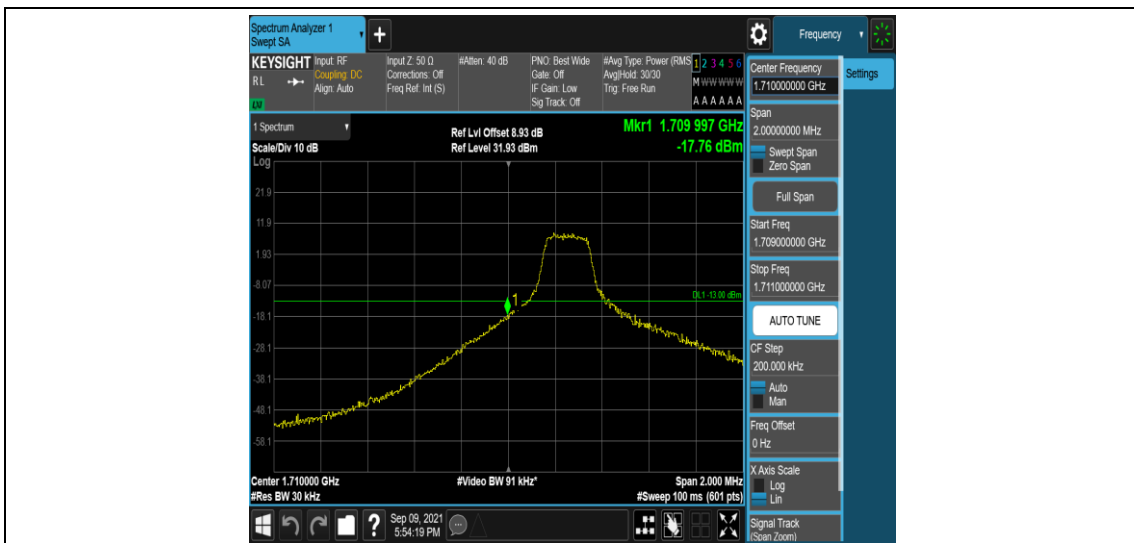 Spectrum Analyzer 1
Swept SA
+
Frequency
KEYSIGHT
RL
LXI
Input: RF
Coupling: DC
Align: Auto
Input Z: 50 Ω
Corrections: Off
Freq Ref: Int (S)
#Atten: 40 dB
PNO: Best Wide
Gate: Off
IF Gain: Low
Sig Track: Off
#Avg Type: Power (RMS
Avg|Hold: 30/30
Trig: Free Run
1 2 3 4 5 6
M W W W W W
A A A A A A
1 Spectrum
Scale/Div 10 dB
Log
Ref Lvl Offset 8.93 dB
Ref Level 31.93 dBm
Mkr1 1.709 997 GHz
-17.76 dBm
21.9
11.9
1.93
-8.07
-18.1
-28.1
-38.1
-48.1
-58.1
1
DL1 -13.00 dBm
Center 1.710000 GHz
#Res BW 30 kHz
#Video BW 91 kHz*
Span 2.000 MHz
#Sweep 100 ms (601 pts)
Center Frequency
1.710000000 GHz
Settings
Span
2.00000000 MHz
Swept Span
Zero Span
Full Span
Start Freq
1.709000000 GHz
Stop Freq
1.711000000 GHz
AUTO TUNE
CF Step
200.000 kHz
Auto
Man
Freq Offset
0 Hz
X Axis Scale
Log
Lin
Signal Track
(Span Zoom)
?
Sep 09, 2021
5:54:19 PM